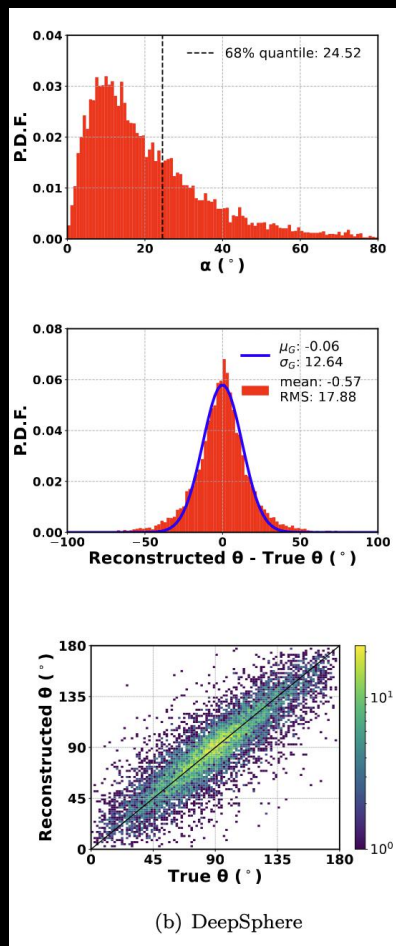 0.04
68% quantile: 24.52
0.03
0.02
0.01
0.00
P.D.F.
0 20 40 60 80
α (°)
0.08
μG: -0.06
σG: 12.64
mean: -0.57
RMS: 17.88
0.06
0.04
0.02
0.00
P.D.F.
−100 −50 0 50 100
Reconstructed θ - True θ (°)
180
135
90
45
0
Reconstructed θ (°)
10¹
10⁰
0 45 90 135 180
True θ (°)
(b) DeepSphere